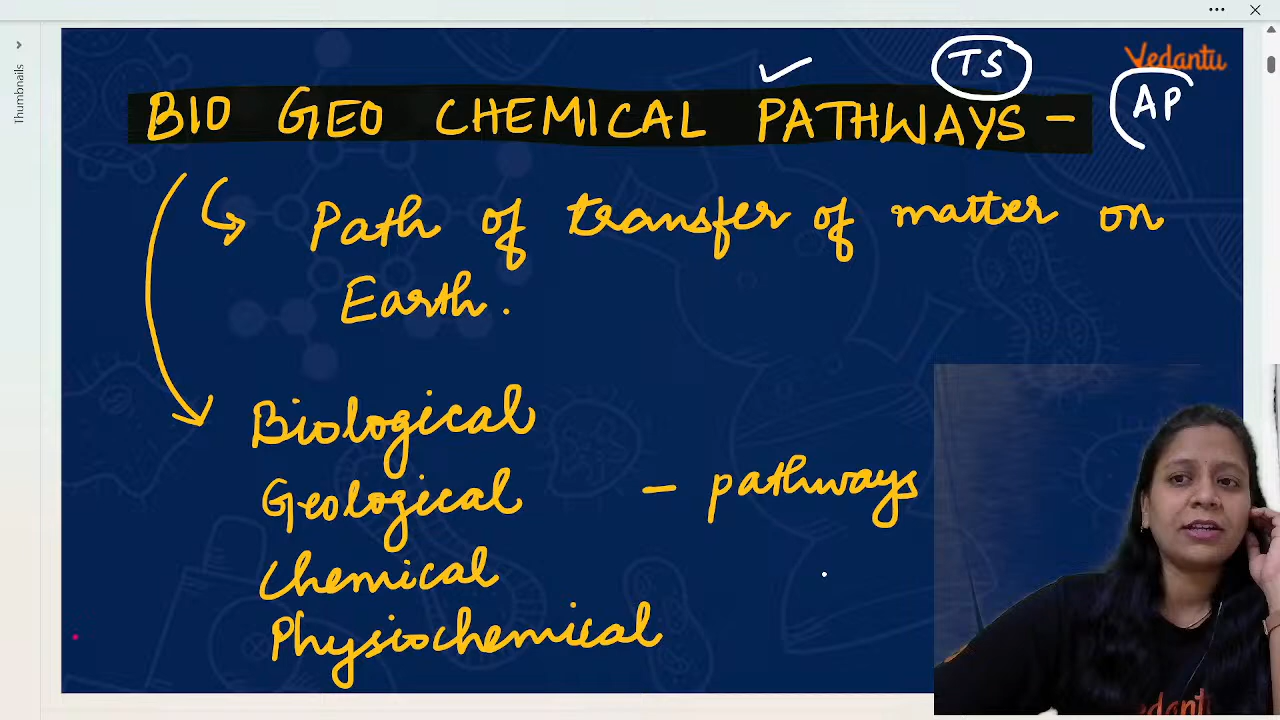 Thumbnails
TS
Vedantu
AP
BIO GEO CHEMICAL PATHWAYS -
Path of transfer of matter on
Earth.
Biological
Geological
- pathways
Chemical
Physiochemical
Vedantu